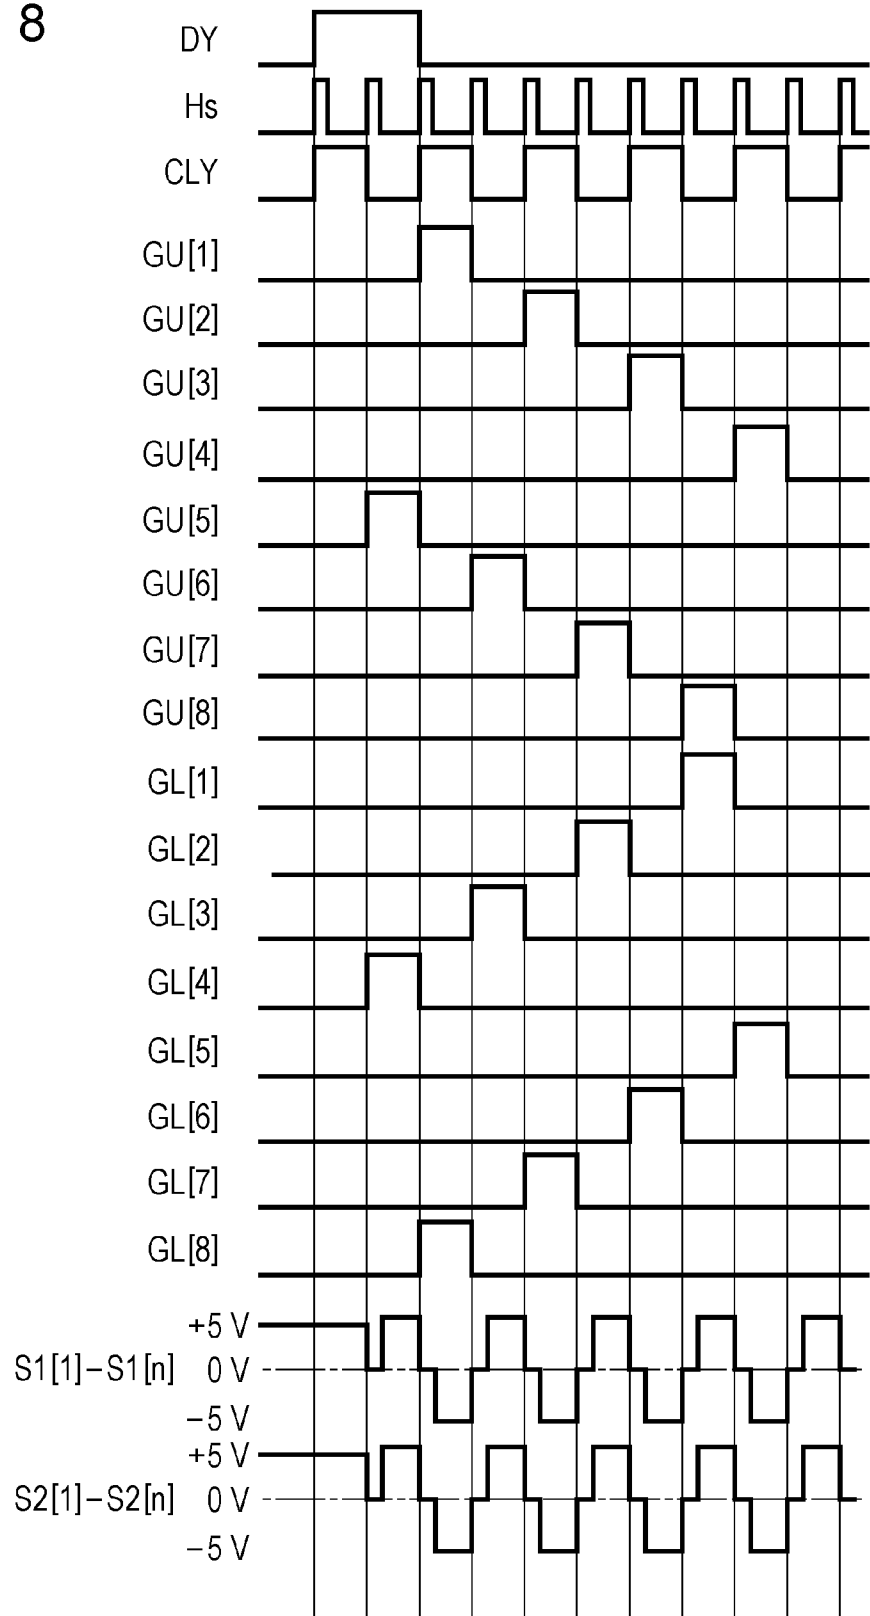 8
DY
Hs
CLY
GU[1]
GU[2]
GU[3]
GU[4]
GU[5]
GU[6]
GU[7]
GU[8]
GL[1]
GL[2]
GL[3]
GL[4]
GL[5]
GL[6]
GL[7]
GL[8]
+5 V
S1[1]–S1[n] 0 V
–5 V
+5 V
S2[1]–S2[n] 0 V
–5 V